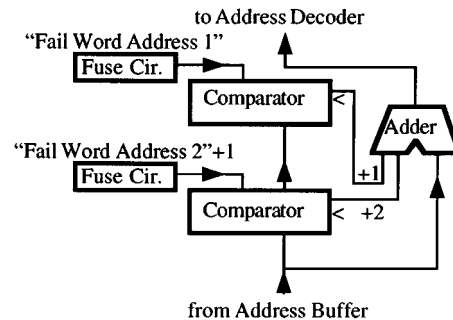 to Address Decoder
“Fail Word Address 1”
Fuse Cir.
Comparator
<
Adder
“Fail Word Address 2”+1
+1
Fuse Cir.
Comparator
<
+2
from Address Buffer